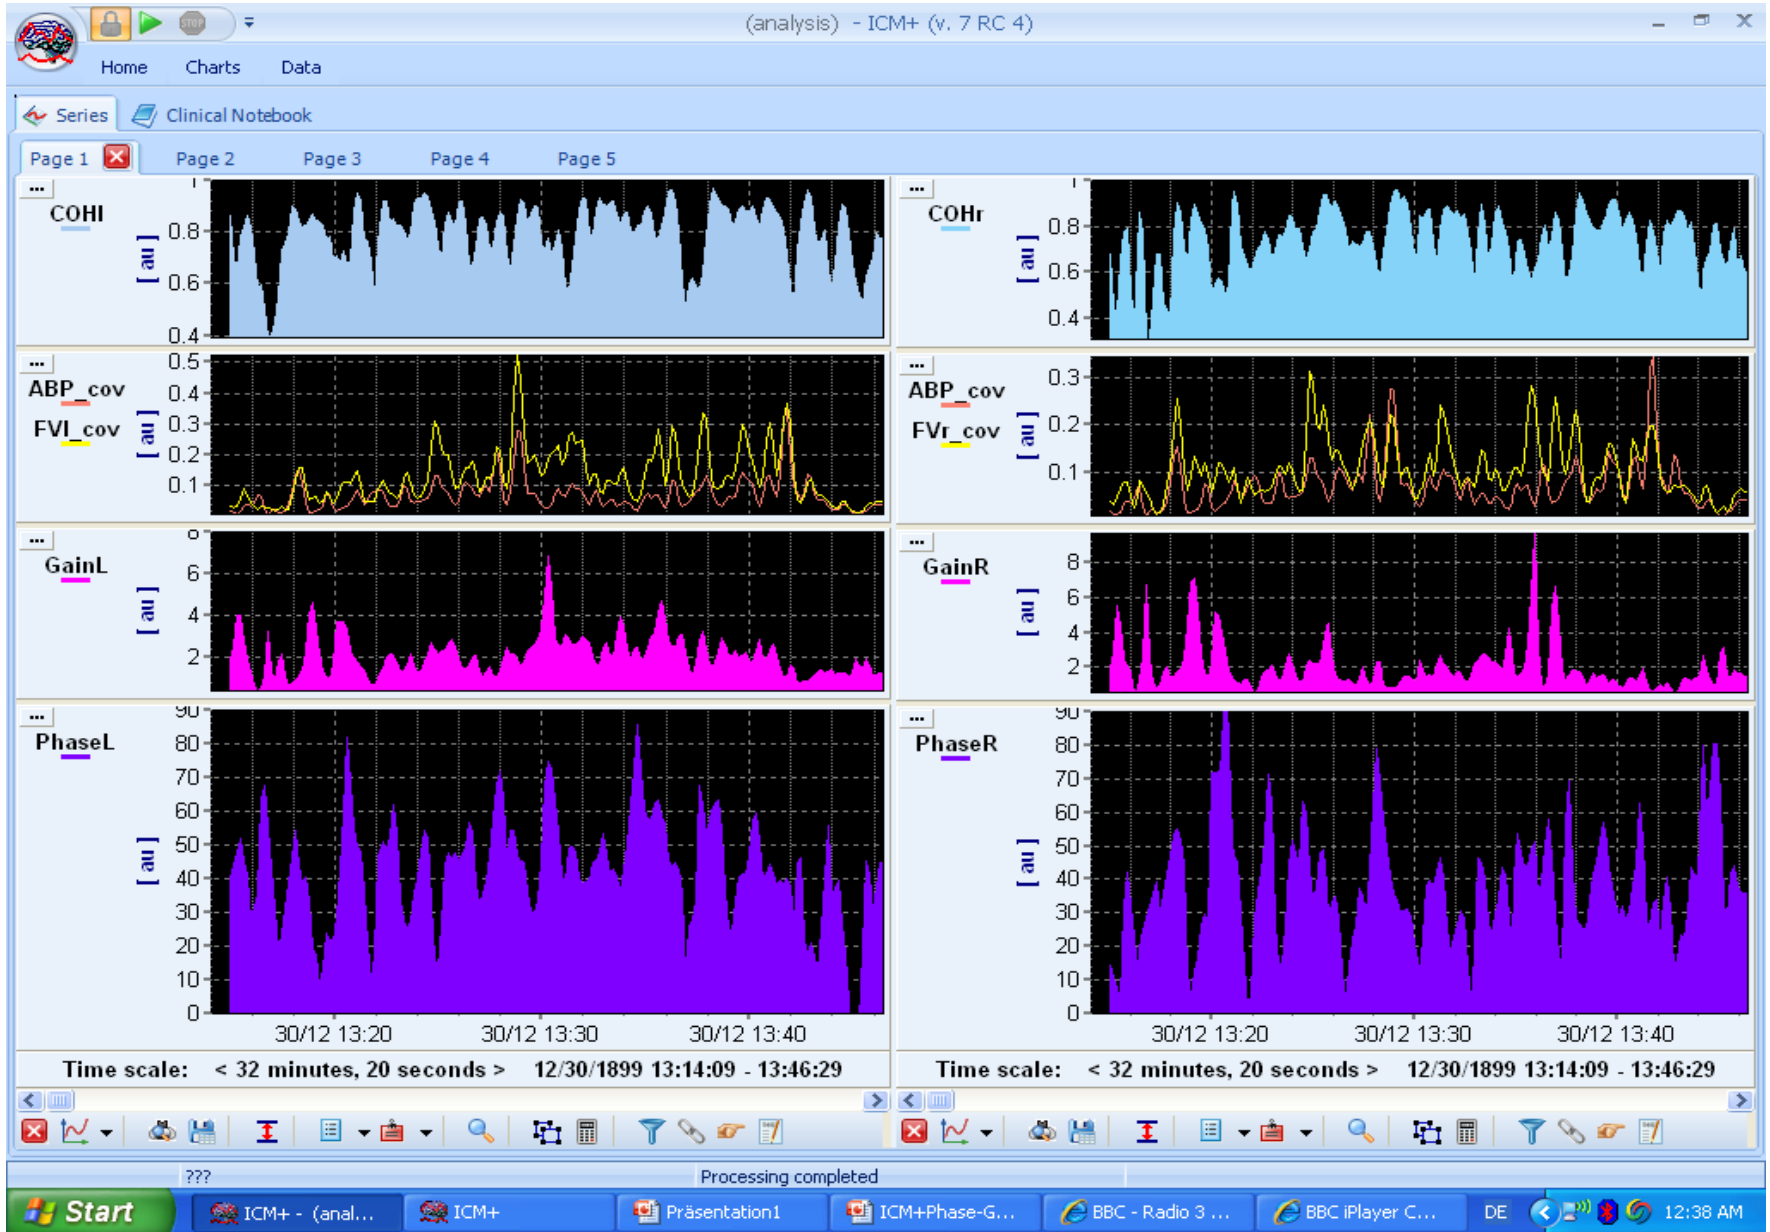 STOP
(analysis) - ICM+ (v. 7 RC 4)
Home Charts Data
Series Clinical Notebook
Page 1 Page 2 Page 3 Page 4 Page 5
... COHl [ au ] 1 0.8 0.6 0.4
... COHr [ au ] 1 0.8 0.6 0.4
... ABP_cov FVl_cov [ au ] 0.5 0.4 0.3 0.2 0.1
... ABP_cov FVr_cov [ au ] 0.3 0.2 0.1
... GainL [ au ] 8 6 4 2
... GainR [ au ] 8 6 4 2
... PhaseL [ au ] 90 80 70 60 50 40 30 20 10 0
... PhaseR [ au ] 90 80 70 60 50 40 30 20 10 0
30/12 13:20 30/12 13:30 30/12 13:40
30/12 13:20 30/12 13:30 30/12 13:40
Time scale: < 32 minutes, 20 seconds > 12/30/1899 13:14:09 - 13:46:29
Time scale: < 32 minutes, 20 seconds > 12/30/1899 13:14:09 - 13:46:29
??? Processing completed
Start ICM+ - (anal... ICM+ Präsentation1 ICM+Phase-G... BBC - Radio 3 ... BBC iPlayer C... DE 12:38 AM